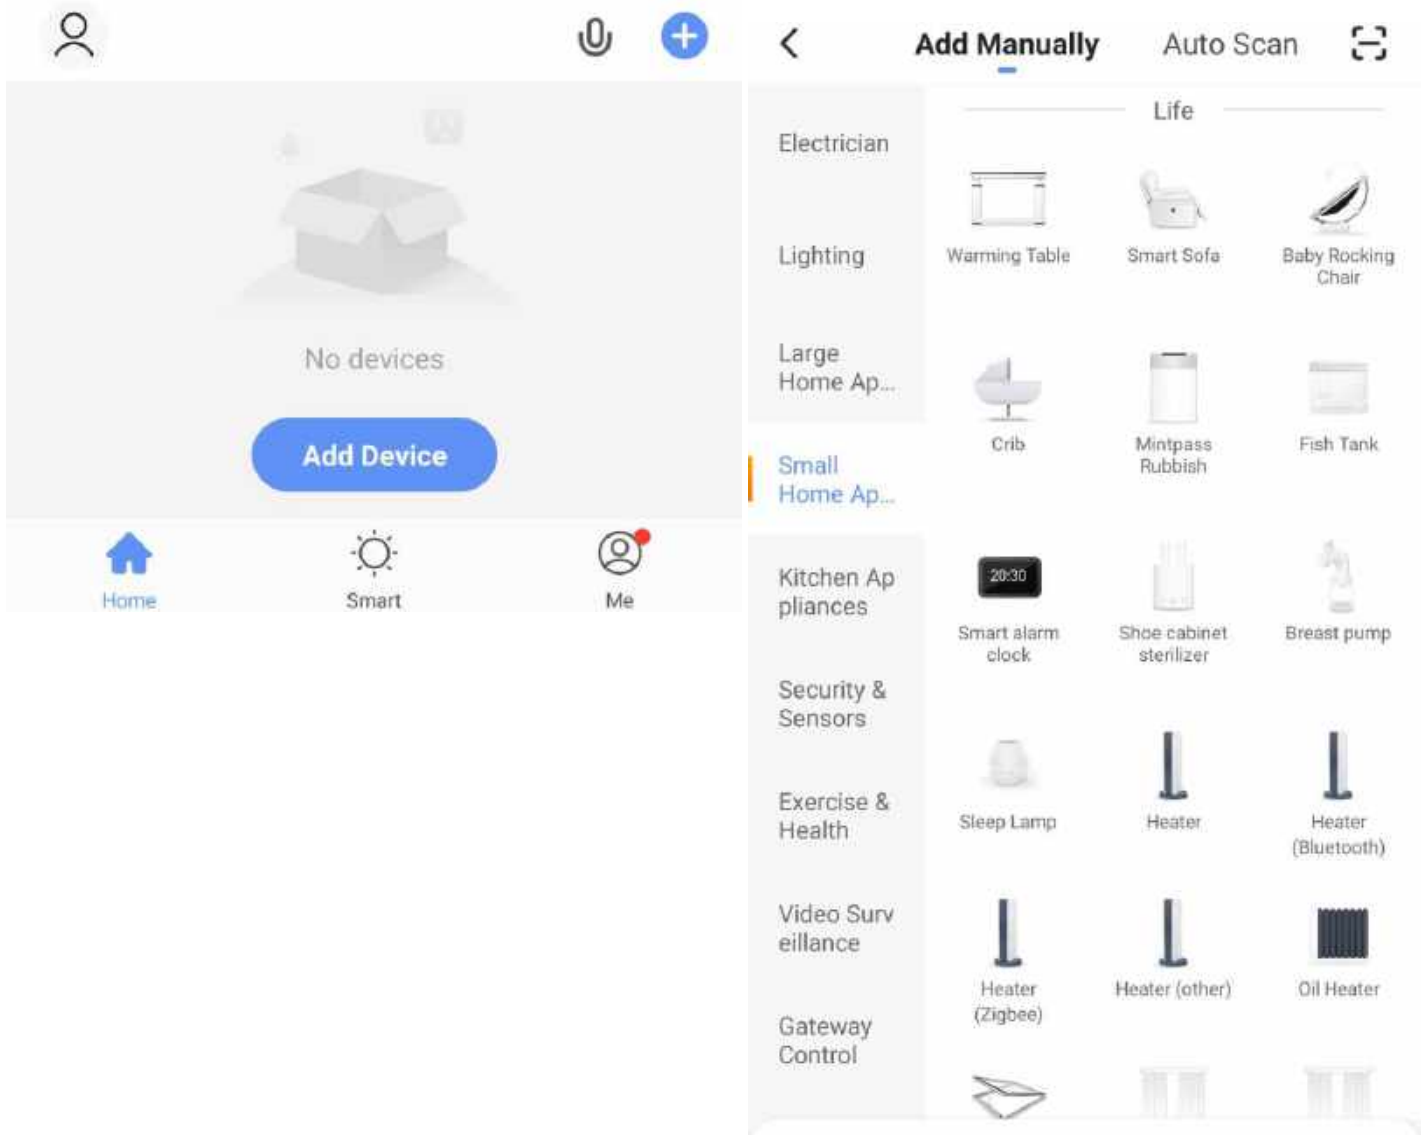 No devices
Add Device
Home
Smart
Me
Add Manually
Auto Scan
Electrician
Lighting
Large
Home Ap...
Small
Home Ap...
Kitchen Ap
pliances
Security &
Sensors
Exercise &
Health
Video Surv
eillance
Gateway
Control
Life
Warming Table
Smart Sofa
Baby Rocking
Chair
Crib
Mintpass
Rubbish
Fish Tank
20:30
Smart alarm
clock
Shoe cabinet
sterilizer
Breast pump
Sleep Lamp
Heater
Heater
(Bluetooth)
Heater
(Zigbee)
Heater (other)
Oil Heater